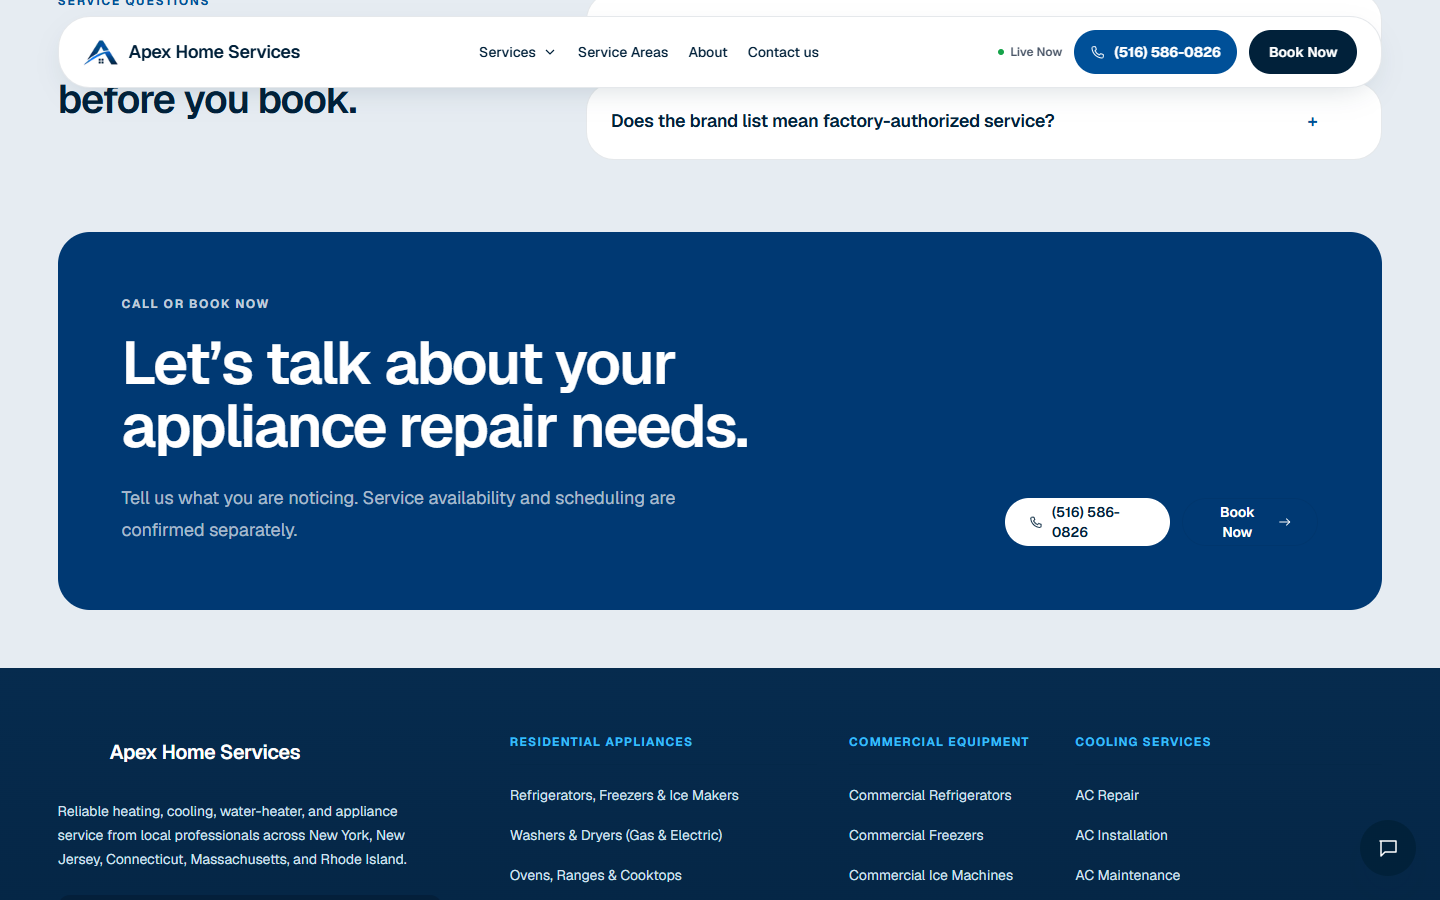 SERVICE QUESTIONS
Apex Home Services
Services
Service Areas
About
Contact us
Live Now
(516) 586-0826
Book Now
before you book.
Does the brand list mean factory-authorized service?
+
CALL OR BOOK NOW
Let’s talk about your
appliance repair needs.
Tell us what you are noticing. Service availability and scheduling are
confirmed separately.
(516) 586-
0826
Book
Now
Apex Home Services
Reliable heating, cooling, water-heater, and appliance
service from local professionals across New York, New
Jersey, Connecticut, Massachusetts, and Rhode Island.
RESIDENTIAL APPLIANCES
Refrigerators, Freezers & Ice Makers
Washers & Dryers (Gas & Electric)
Ovens, Ranges & Cooktops
COMMERCIAL EQUIPMENT
Commercial Refrigerators
Commercial Freezers
Commercial Ice Machines
COOLING SERVICES
AC Repair
AC Installation
AC Maintenance